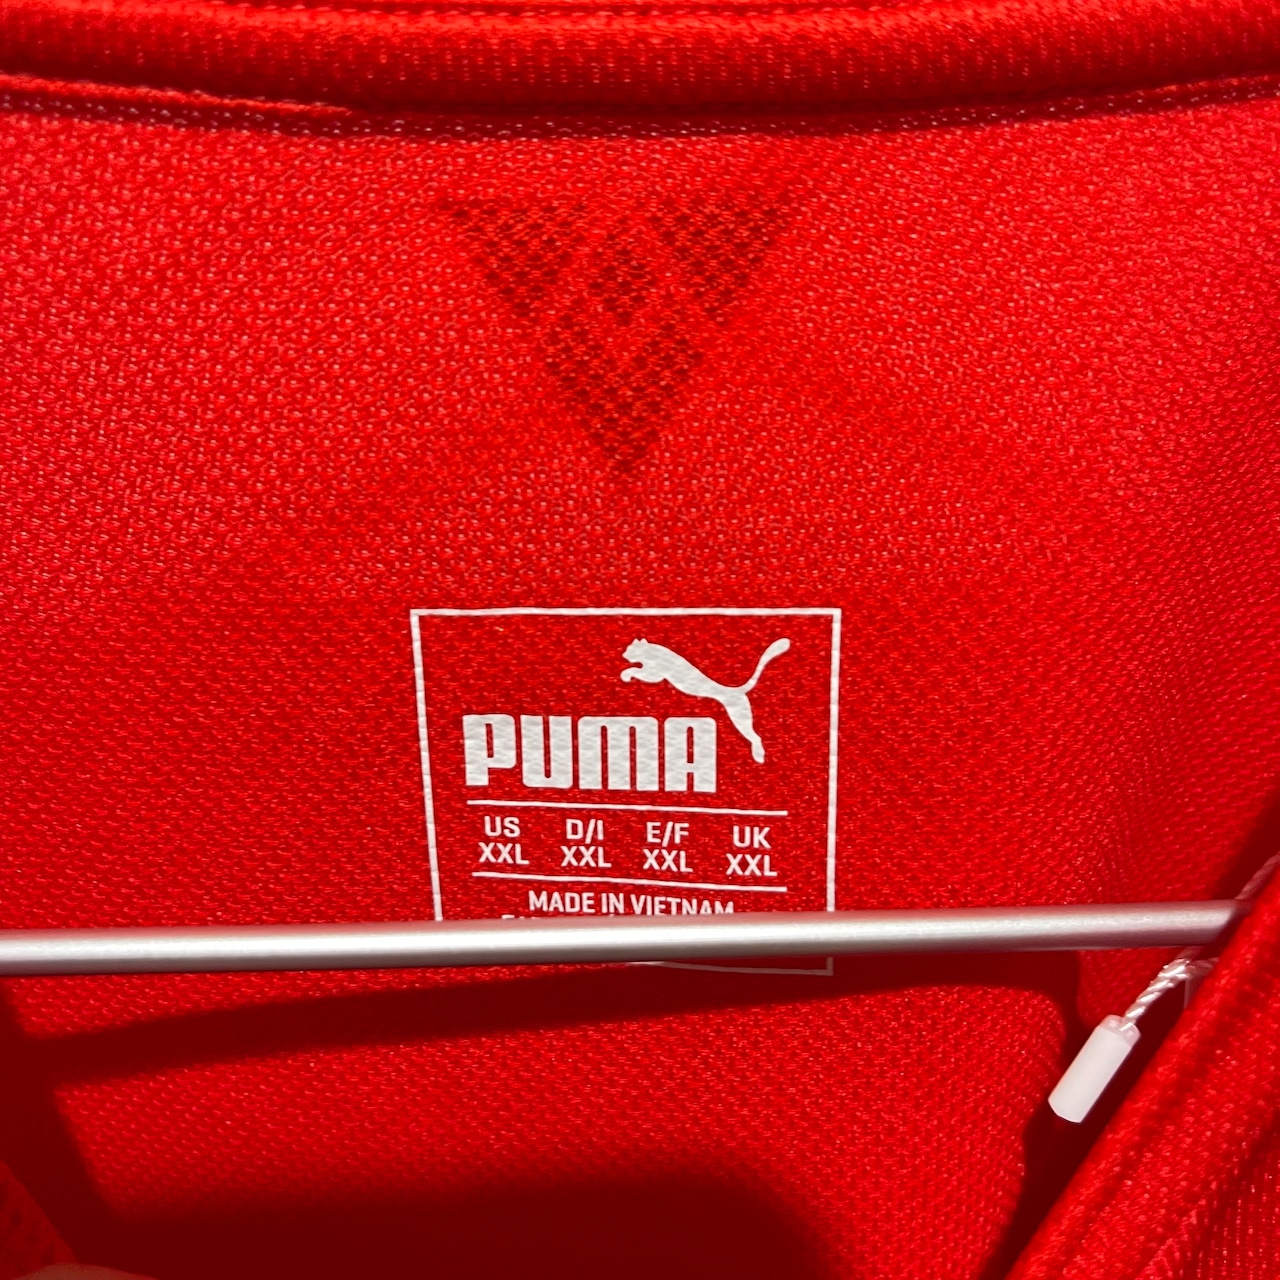 PUMA
US D/I E/F UK
XXL XXL XXL XXL
MADE IN VIETNAM